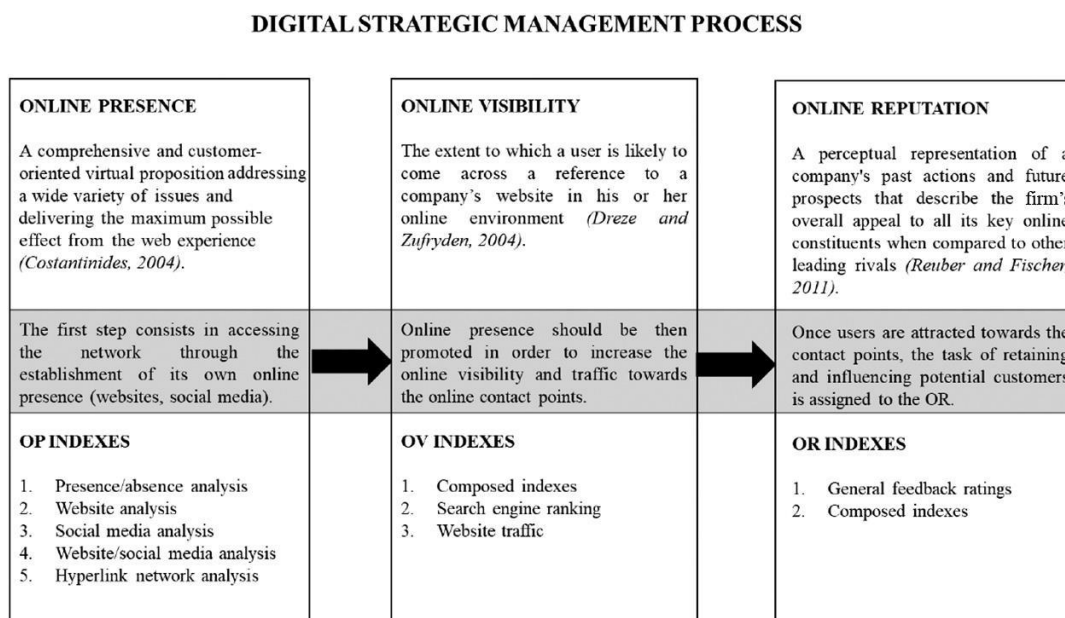 DIGITAL STRATEGIC MANAGEMENT PROCESS
ONLINE PRESENCE
A comprehensive and customer-
oriented virtual proposition addressing
a wide variety of issues and
delivering the maximum possible
effect from the web experience
(Costantinides, 2004).
The first step consists in accessing
the network through the
establishment of its own online
presence (websites, social media).
OP INDEXES
1. Presence/absence analysis
2. Website analysis
3. Social media analysis
4. Website/social media analysis
5. Hyperlink network analysis
ONLINE VISIBILITY
The extent to which a user is likely to
come across a reference to a
company's website in his or her
online environment (Dreze and
Zufryden, 2004).
Online presence should be then
promoted in order to increase the
online visibility and traffic towards
the online contact points.
OV INDEXES
1. Composed indexes
2. Search engine ranking
3. Website traffic
ONLINE REPUTATION
A perceptual representation of a
company's past actions and future
prospects that describe the firm's
overall appeal to all its key online
constituents when compared to other
leading rivals (Reuber and Fischer,
2011).
Once users are attracted towards the
contact points, the task of retaining
and influencing potential customers
is assigned to the OR.
OR INDEXES
1. General feedback ratings
2. Composed indexes